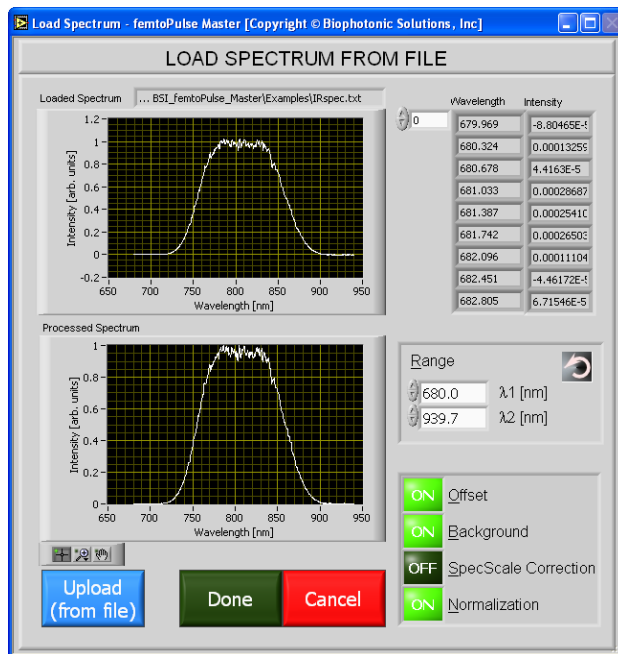 Load Spectrum - femtoPulse Master [Copyright © Biophotonic Solutions, Inc]
LOAD SPECTRUM FROM FILE
Loaded Spectrum ... BSI_femtoPulse_Master\Examples\IRspec.txt
1.2
1
0.8
0.6
0.4
0.2
0
-0.2
Intensity [arb. units]
650 700 750 800 850 900 950
Wavelength [nm]
0
Wavelength Intensity
679.969 -8.80465E-5
680.324 0.00013259
680.678 4.4163E-5
681.033 0.00028687
681.387 0.00025410
681.742 0.00026503
682.096 0.00011104
682.451 -4.46172E-5
682.805 6.71546E-5
Processed Spectrum
1
0.8
0.6
0.4
0.2
0
Intensity [arb. units]
650 700 750 800 850 900 950
Wavelength [nm]
Range
680.0 λ1 [nm]
939.7 λ2 [nm]
ON Offset
ON Background
OFF SpecScale Correction
ON Normalization
Upload
(from file)
Done
Cancel